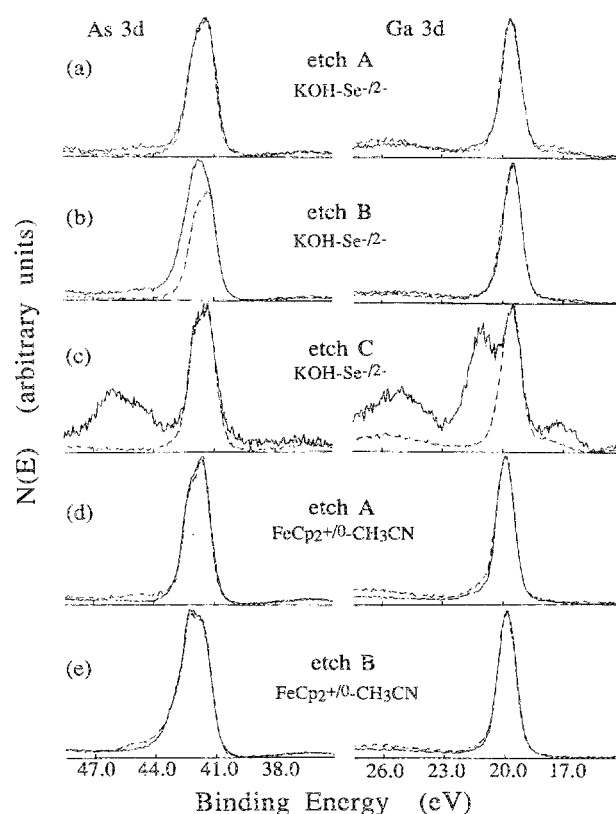 As 3d Ga 3d
(a) etch A
KOH-Se-/2-
(b) etch B
KOH-Se-/2-
(c) etch C
KOH-Se-/2-
(d) etch A
FeCp2+/0-CH3CN
(e) etch B
FeCp2+/0-CH3CN
N(E) (arbitrary units)
47.0 44.0 41.0 38.0 26.0 23.0 20.0 17.0
Binding Energy (eV)